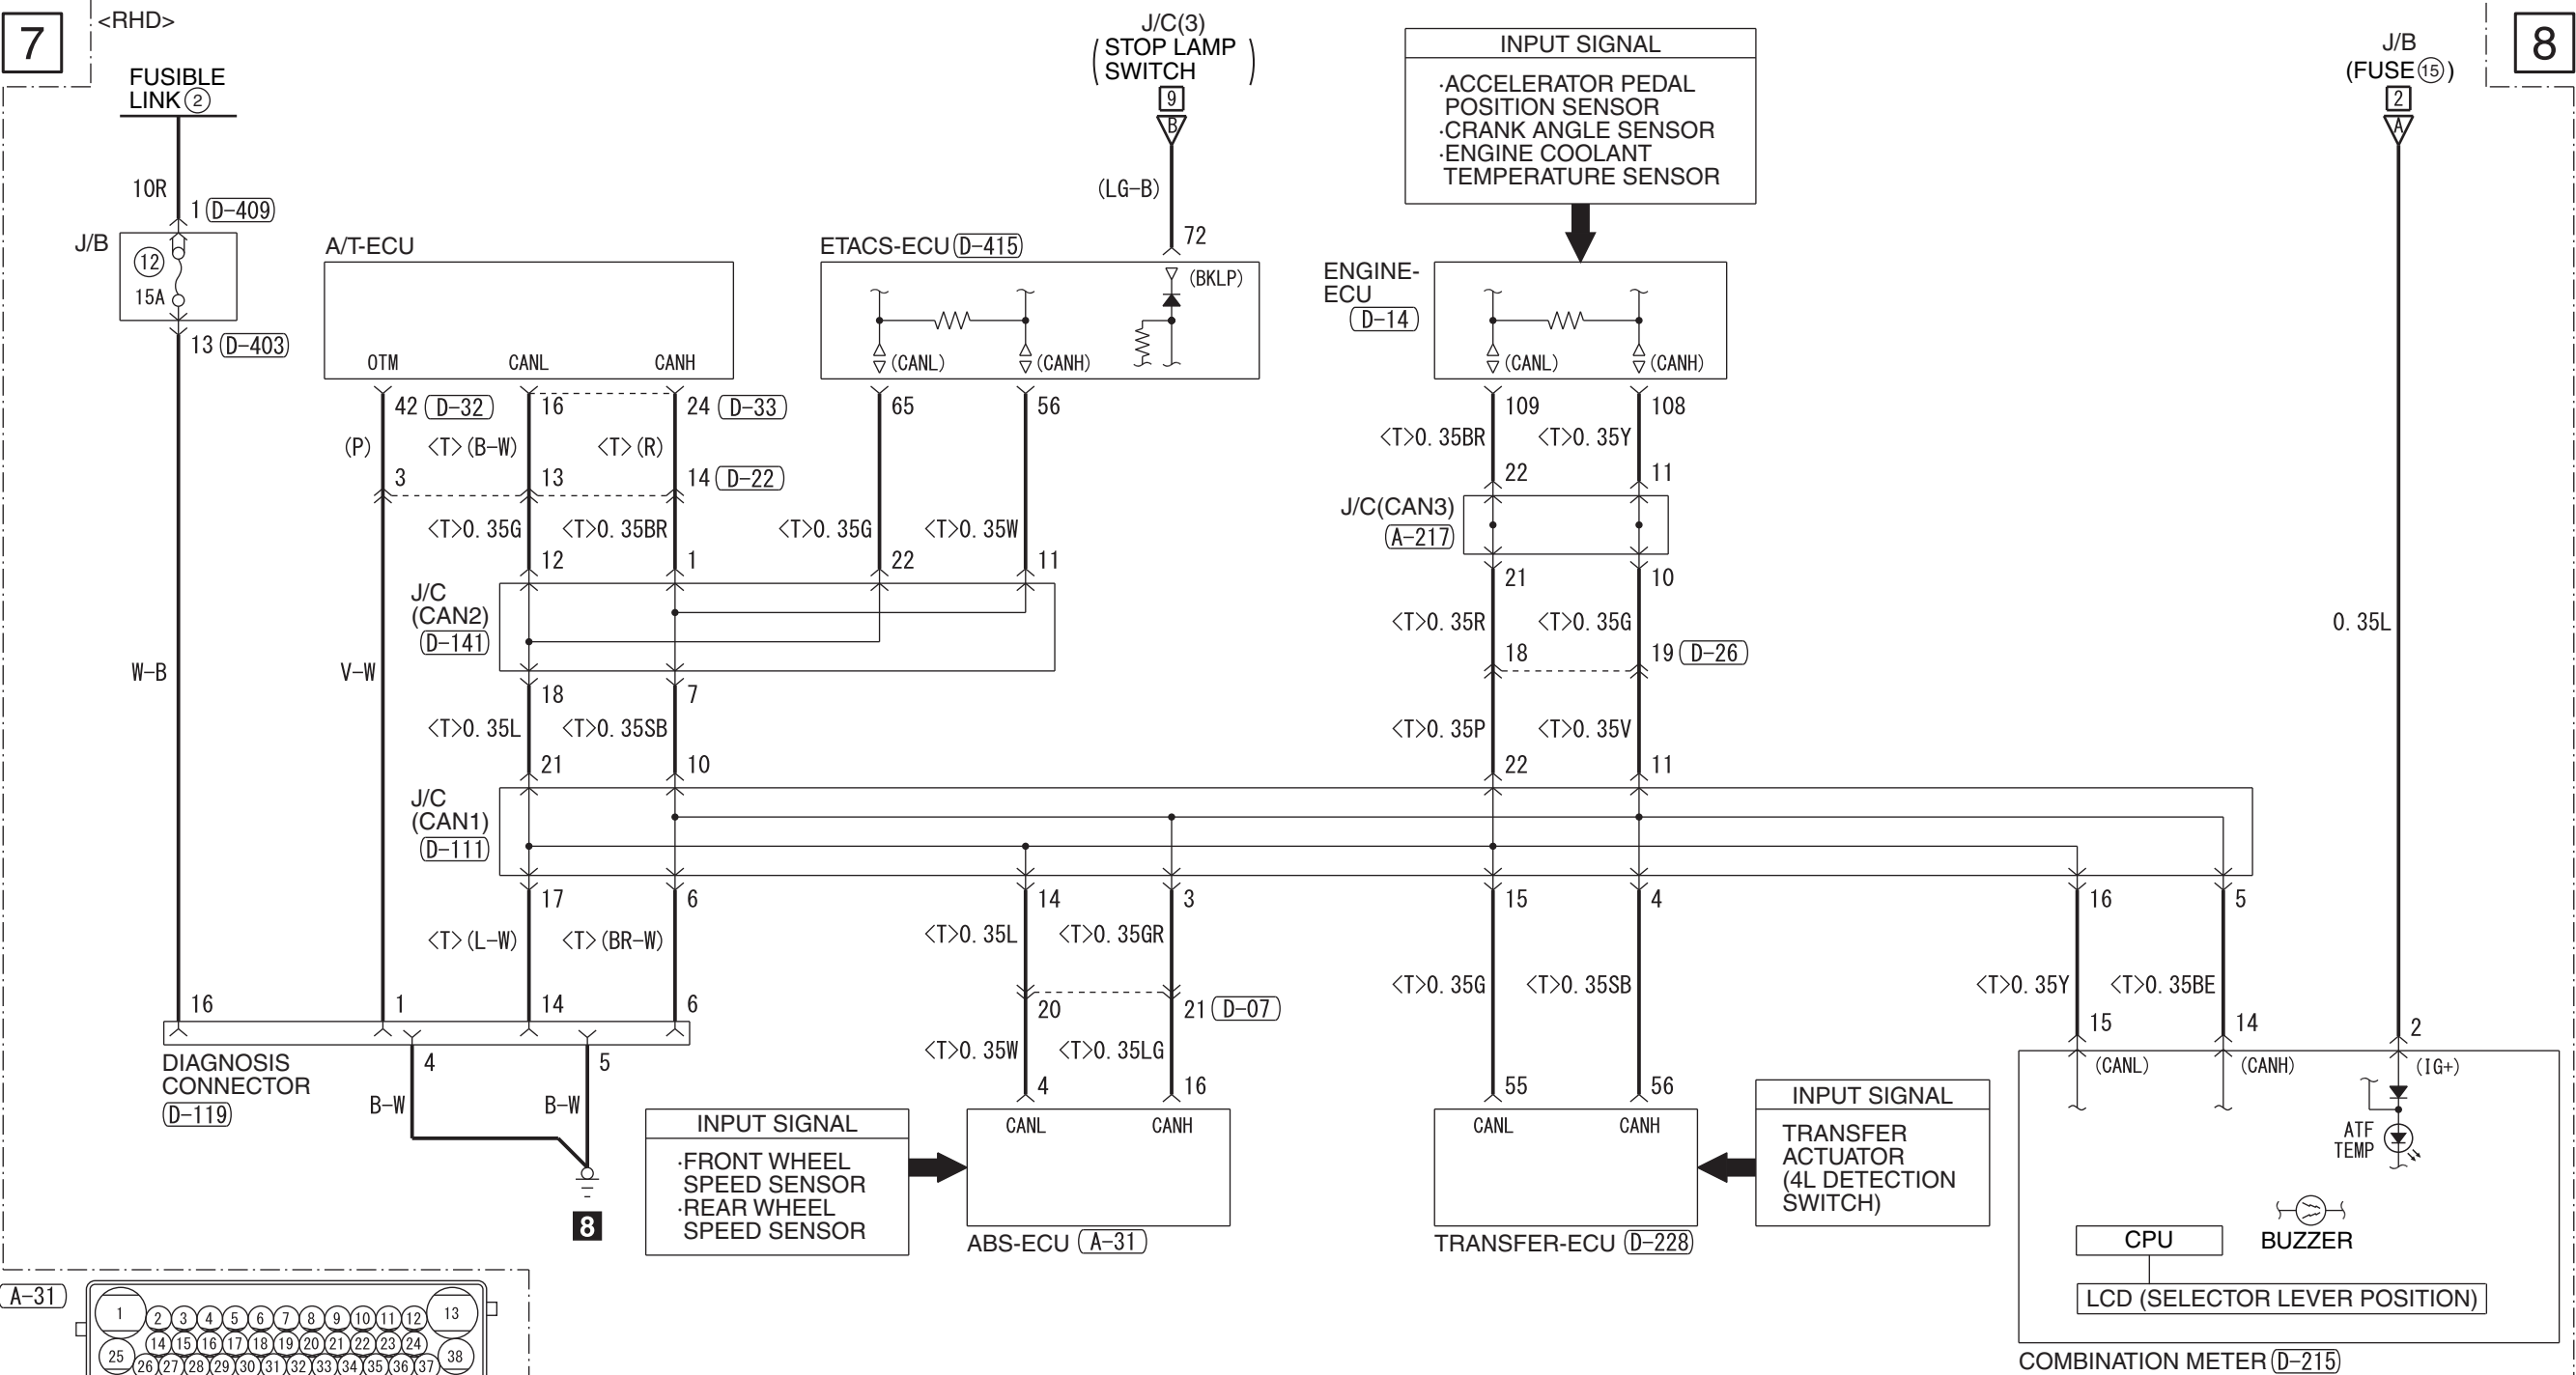 7
<RHD>
8
FUSIBLE
LINK②
10R
1 D-409
J/B
⑫
15A
13 D-403
W-B
A/T-ECU
OTM
CANL
CANH
42 D-32
16
24 D-33
(P)
<T>(B-W)
<T>(R)
3
13
14 D-22
<T>0.35G
<T>0.35BR
12
1
V-W
J/C(3)
(STOP LAMP
SWITCH)
9
B
(LG-B)
72
ETACS-ECU D-415
(BKLP)
(CANL)
(CANH)
65
56
<T>0.35G
<T>0.35W
22
11
J/C
(CAN2)
D-141
18
7
<T>0.35L
<T>0.35SB
21
10
INPUT SIGNAL
·ACCELERATOR PEDAL
POSITION SENSOR
·CRANK ANGLE SENSOR
·ENGINE COOLANT
TEMPERATURE SENSOR
ENGINE-
ECU
D-14
(CANL)
(CANH)
109
108
<T>0.35BR
<T>0.35Y
22
11
J/C(CAN3)
A-217
21
10
<T>0.35R
<T>0.35G
18
19 D-26
<T>0.35P
<T>0.35V
22
11
J/B
(FUSE⑮)
2
A
0.35L
J/C
(CAN1)
D-111
17
6
14
3
15
4
16
5
<T>(L-W)
<T>(BR-W)
<T>0.35L
<T>0.35GR
<T>0.35G
<T>0.35SB
<T>0.35Y
<T>0.35BE
16
1
14
6
20
21 D-07
15
14
2
DIAGNOSIS
CONNECTOR
D-119
4
5
B-W
B-W
8
<T>0.35W
<T>0.35LG
4
16
INPUT SIGNAL
·FRONT WHEEL
SPEED SENSOR
·REAR WHEEL
SPEED SENSOR
CANL
CANH
ABS-ECU A-31
55
56
CANL
CANH
TRANSFER-ECU D-228
INPUT SIGNAL
TRANSFER
ACTUATOR
(4L DETECTION
SWITCH)
(CANL)
(CANH)
(IG+)
ATF
TEMP
CPU
BUZZER
LCD (SELECTOR LEVER POSITION)
COMBINATION METER D-215
A-31
1 2 3 4 5 6 7 8 9 10 11 12 13
14 15 16 17 18 19 20 21 22 23 24
25 26 27 28 29 30 31 32 33 34 35 36 37 38